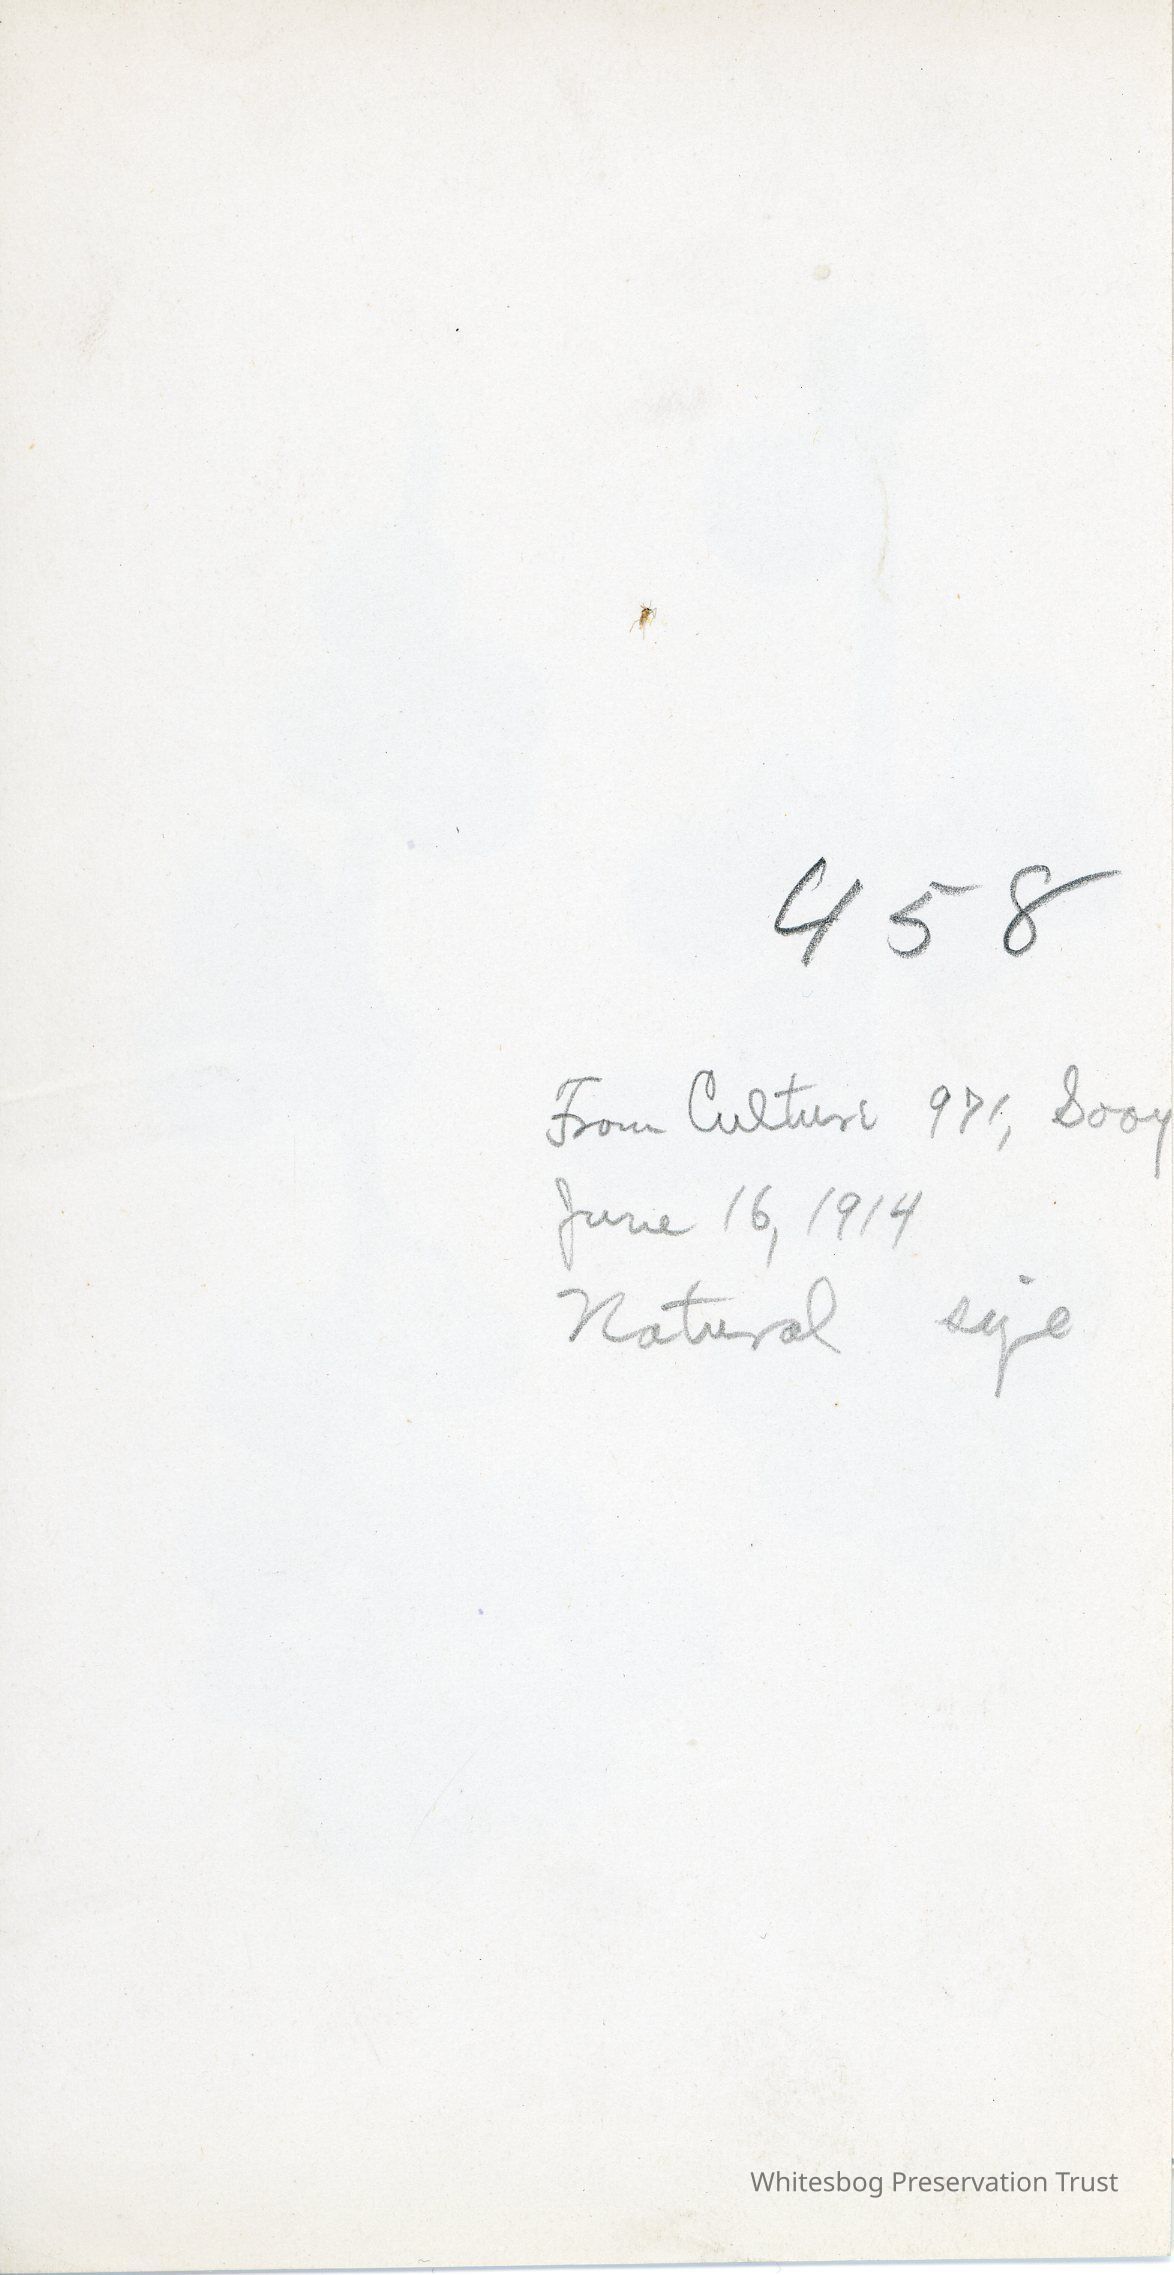 458
From Culture 971, Sooy
June 16, 1914
Natural size
Whitesbog Preservation Trust